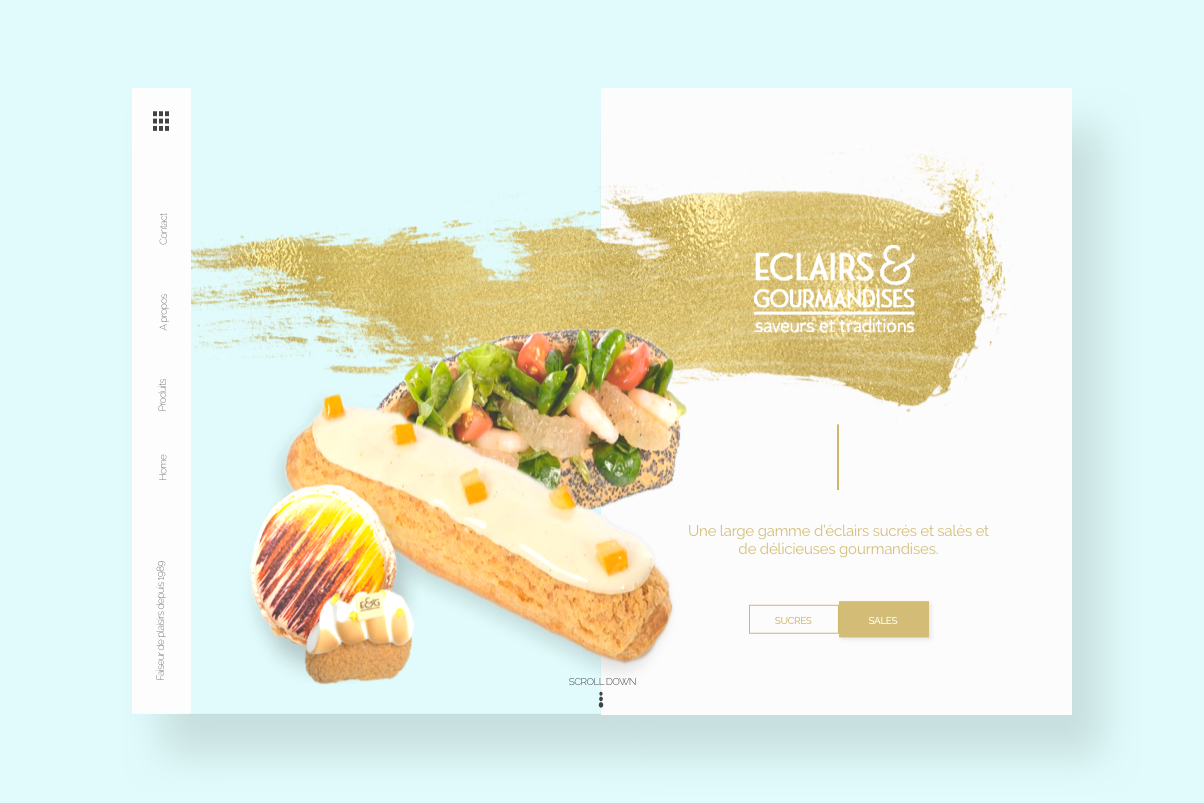 Contact
A propos
Produits
Home
Faiseur de plaisirs depuis 1989
ECLAIRS &
GOURMANDISES
saveurs et traditions
Une large gamme d'éclairs sucrés et salés et
de délicieuses gourmandises.
SUCRES
SALES
E&G
SCROLL DOWN